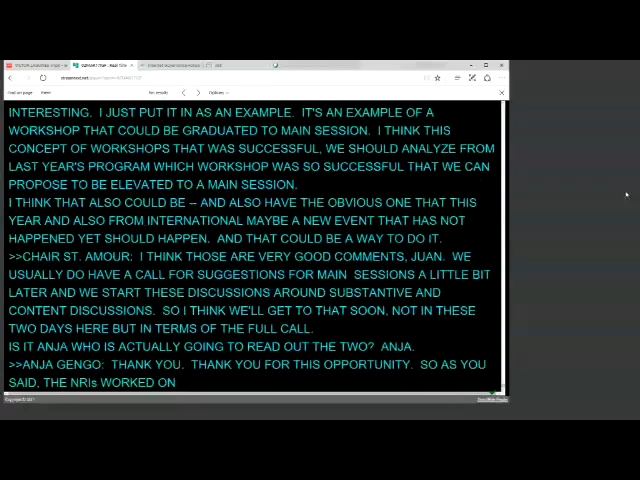 Find on page
No results
Options
INTERESTING.  I JUST PUT IT IN AS AN EXAMPLE.  IT'S AN EXAMPLE OF A
WORKSHOP THAT COULD BE GRADUATED TO MAIN SESSION.  I THINK THIS
CONCEPT OF WORKSHOPS THAT WAS SUCCESSFUL, WE SHOULD ANALYZE FROM
LAST YEAR'S PROGRAM WHICH WORKSHOP WAS SO SUCCESSFUL THAT WE CAN
PROPOSE TO BE ELEVATED TO A MAIN SESSION.
I THINK THAT ALSO COULD BE -- AND ALSO HAVE THE OBVIOUS ONE THAT THIS
YEAR AND ALSO FROM INTERNATIONAL MAYBE A NEW EVENT THAT HAS NOT
HAPPENED YET SHOULD HAPPEN.  AND THAT COULD BE A WAY TO DO IT.
>>CHAIR ST. AMOUR:  I THINK THOSE ARE VERY GOOD COMMENTS, JUAN.  WE
USUALLY DO HAVE A CALL FOR SUGGESTIONS FOR MAIN  SESSIONS A LITTLE BIT
LATER AND WE START THESE DISCUSSIONS AROUND SUBSTANTIVE AND
CONTENT DISCUSSIONS.  SO I THINK WE'LL GET TO THAT SOON, NOT IN THESE
TWO DAYS HERE BUT IN TERMS OF THE FULL CALL.
IS IT ANJA WHO IS ACTUALLY GOING TO READ OUT THE TWO?  ANJA.
>>ANJA GENGO:  THANK YOU.  THANK YOU FOR THIS OPPORTUNITY.  SO AS YOU
SAID, THE NRIs WORKED ON